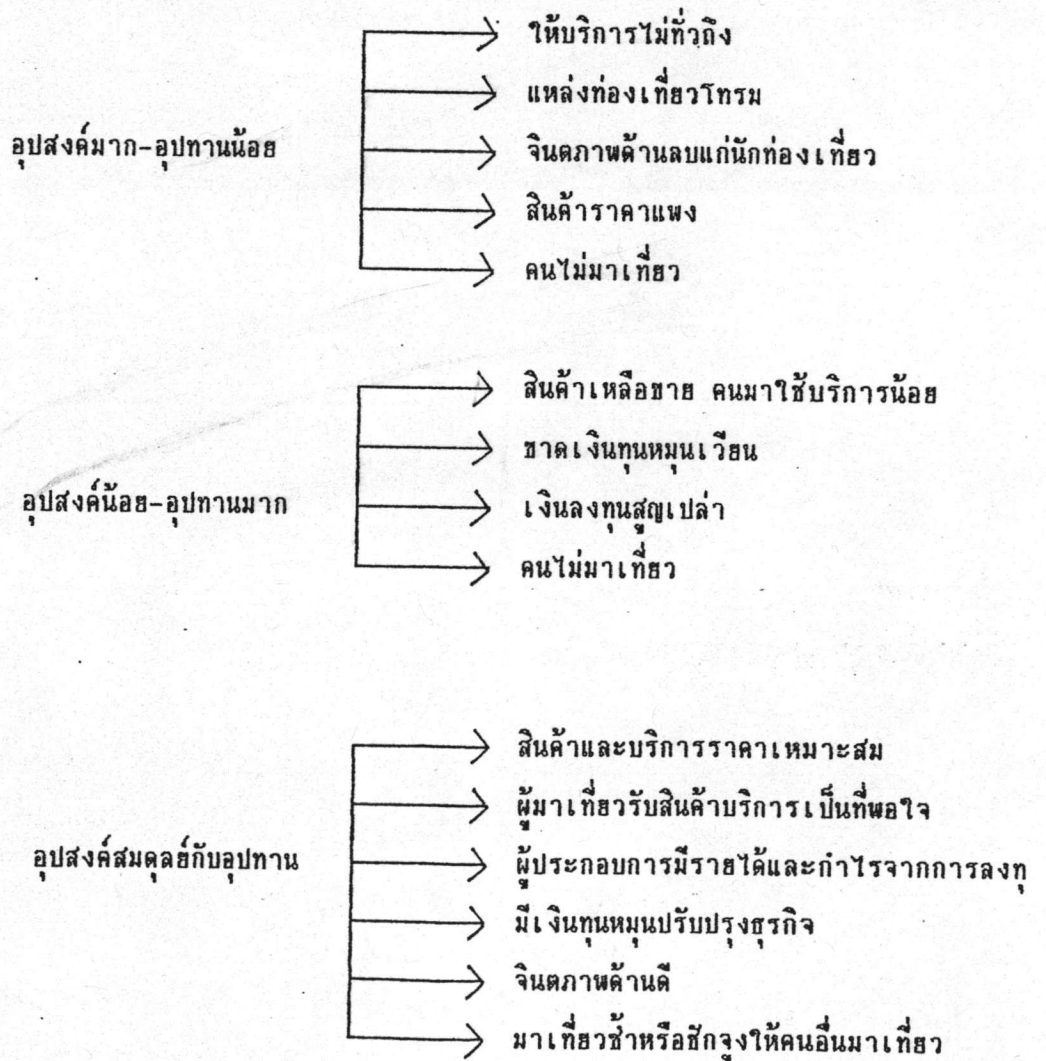 ให้บริการไม่ทั่วถึง
แหล่งท่องเที่ยวโทรม
อุปสงค์มาก-อุปทานน้อย
จินตภาพด้านลบแก่นักท่องเที่ยว
สินค้าราคาแพง
คนไม่มาเที่ยว
สินค้าเหลือขาย คนมาใช้บริการน้อย
ขาดเงินทุนหมุนเวียน
อุปสงค์น้อย-อุปทานมาก
เงินลงทุนสูญเปล่า
คนไม่มาเที่ยว
สินค้าและบริการราคาเหมาะสม
ผู้มาเที่ยวรับสินค้าบริการเป็นที่พอใจ
อุปสงค์สมดุลย์กับอุปทาน
ผู้ประกอบการมีรายได้และกำไรจากการลงทุ
มีเงินทุนหมุนปรับปรุงธุรกิจ
จินตภาพด้านดี
มาเที่ยวซ้ำหรือชักจูงให้คนอื่นมาเที่ยว